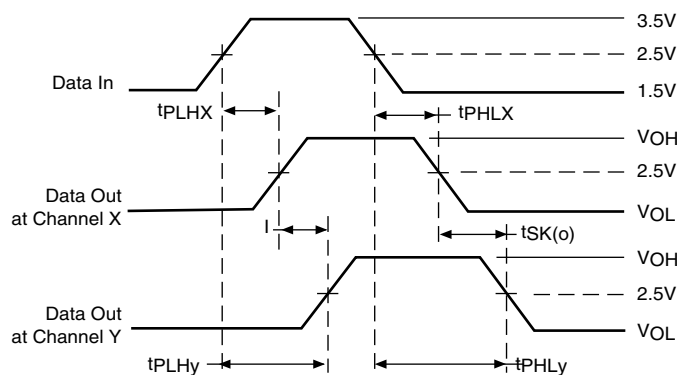 3.5V
2.5V
Data In
1.5V
tPLHX
tPHLX
VOH
2.5V
Data Out
at Channel X
VOL
I
tSK(o)
VOH
Data Out
at Channel Y
2.5V
VOL
tPLHy
tPHLy